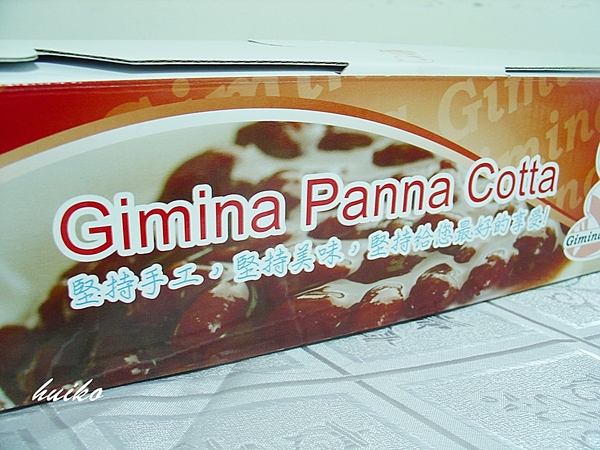 Gimina Panna Cotta
堅持手工，堅持美味，堅持給您最好的享受!
Gimina
huiko